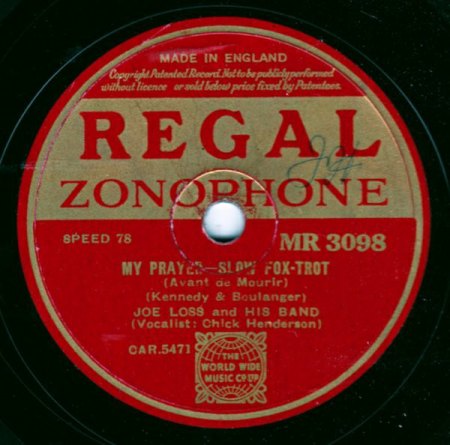 MADE IN ENGLAND
Copyright Patented Record. Not to be publicly performed
without licence or sold below price fixed by Patentees.
REGAL
ZONOPHONE
SPEED 78
MR 3098
MY PRAYER—SLOW FOX-TROT
(Avant de Mourir)
(Kennedy & Boulanger)
JOE LOSS AND HIS BAND
(Vocalist: Chick Henderson)
CAR.5471
THE
WORLD WIDE
MUSIC CO LTD